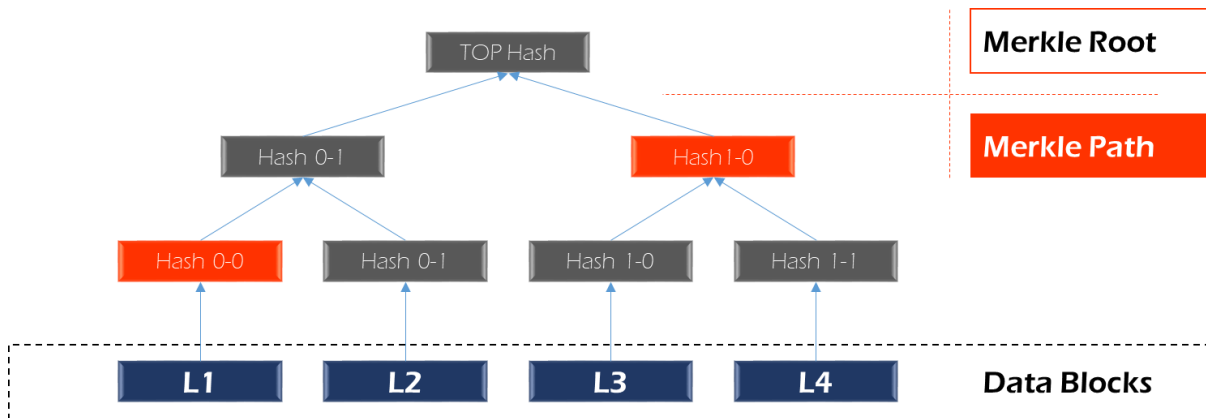 TOP Hash
Merkle Root
Hash 0-1
Hash1-0
Merkle Path
Hash 0-0
Hash 0-1
Hash 1-0
Hash 1-1
L1
L2
L3
L4
Data Blocks